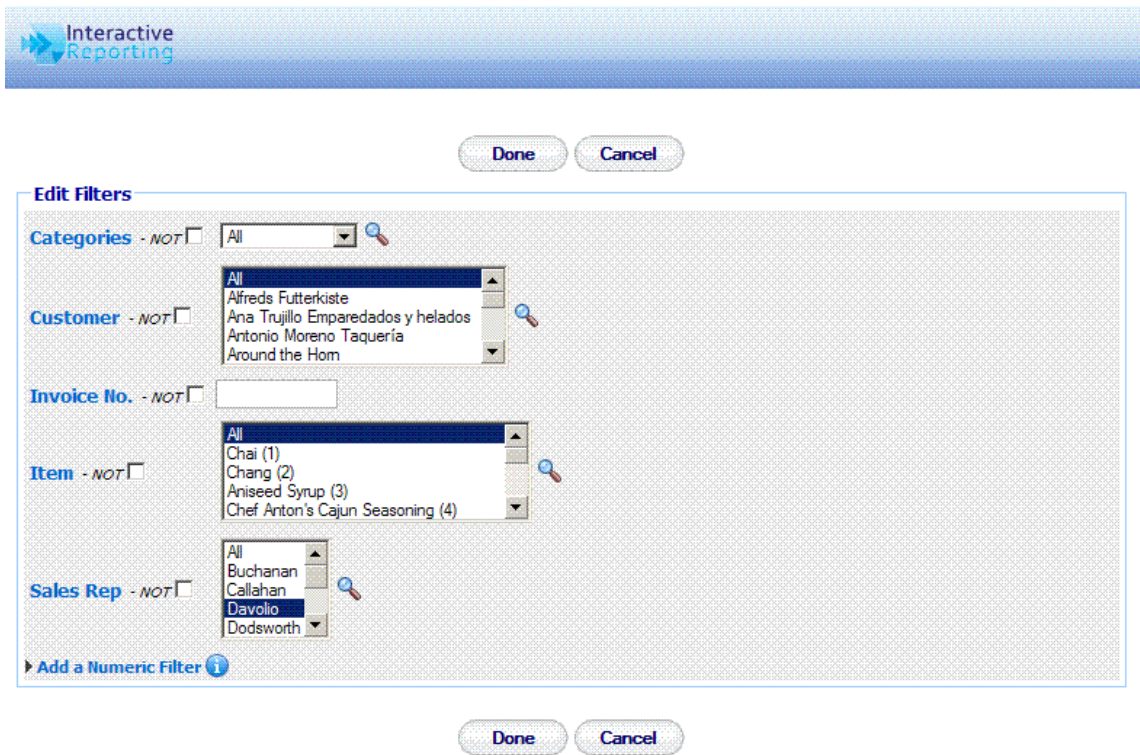 Interactive
Reporting
Done Cancel
Edit Filters
Categories - NOT All
All
Alfreds Futterkiste
Customer - NOT Ana Trujillo Emparedados y helados
Antonio Moreno Taquería
Around the Horn
Invoice No. - NOT
All
Chai (1)
Item - NOT Chang (2)
Aniseed Syrup (3)
Chef Anton's Cajun Seasoning (4)
All
Buchanan
Sales Rep - NOT Callahan
Davolio
Dodsworth
Add a Numeric Filter i
Done Cancel